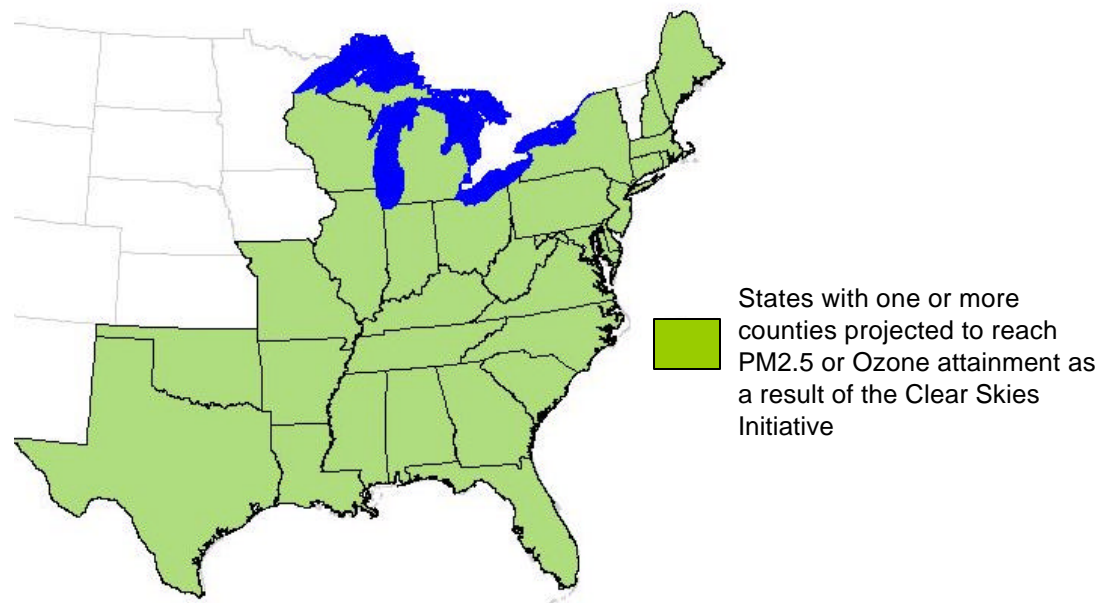 States with one or more
counties projected to reach
PM2.5 or Ozone attainment as
a result of the Clear Skies
Initiative